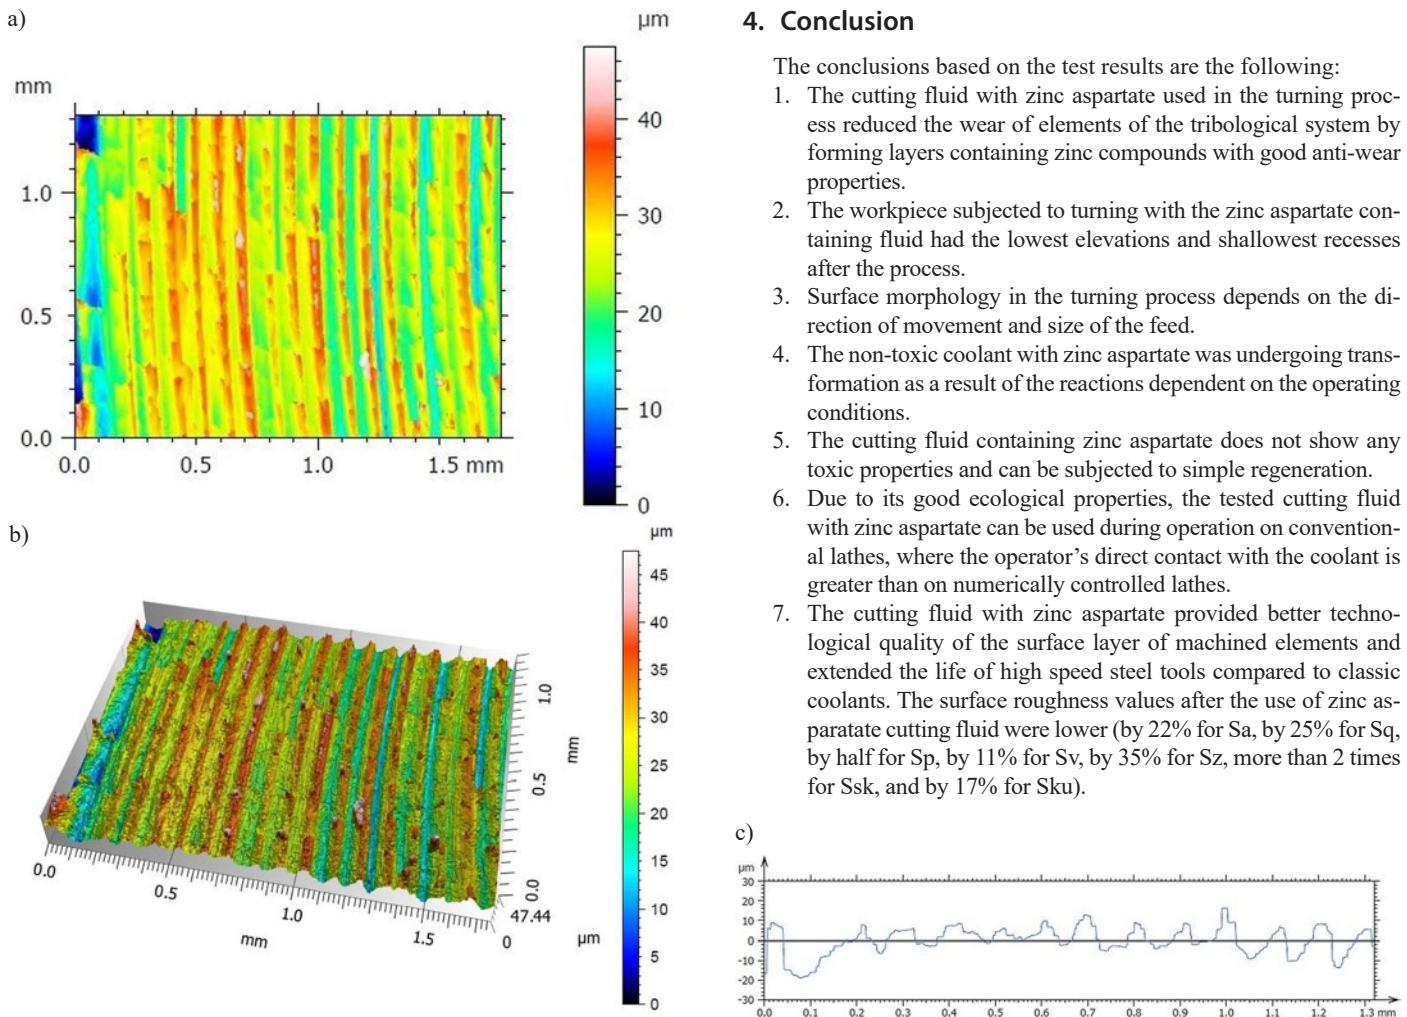 a)
µm
mm
40
30
20
10
0
1.0
0.5
0.0
0.0 0.5 1.0 1.5 mm
b)
µm
45
40
35
30
25
20
15
10
5
0
1.0
0.5
0.0
mm
0.0
0.5
1.0
1.5
mm
47.44
0
µm
4. Conclusion
The conclusions based on the test results are the following:
1. The cutting fluid with zinc aspartate used in the turning proc-
ess reduced the wear of elements of the tribological system by
forming layers containing zinc compounds with good anti-wear
properties.
2. The workpiece subjected to turning with the zinc aspartate con-
taining fluid had the lowest elevations and shallowest recesses
after the process.
3. Surface morphology in the turning process depends on the di-
rection of movement and size of the feed.
4. The non-toxic coolant with zinc aspartate was undergoing trans-
formation as a result of the reactions dependent on the operating
conditions.
5. The cutting fluid containing zinc aspartate does not show any
toxic properties and can be subjected to simple regeneration.
6. Due to its good ecological properties, the tested cutting fluid
with zinc aspartate can be used during operation on convention-
al lathes, where the operator's direct contact with the coolant is
greater than on numerically controlled lathes.
7. The cutting fluid with zinc aspartate provided better techno-
logical quality of the surface layer of machined elements and
extended the life of high speed steel tools compared to classic
coolants. The surface roughness values after the use of zinc as-
paratate cutting fluid were lower (by 22% for Sa, by 25% for Sq,
by half for Sp, by 11% for Sv, by 35% for Sz, more than 2 times
for Ssk, and by 17% for Sku).
c)
µm
30
20
10
0
-10
-20
-30
0.0 0.1 0.2 0.3 0.4 0.5 0.6 0.7 0.8 0.9 1.0 1.1 1.2 1.3 mm